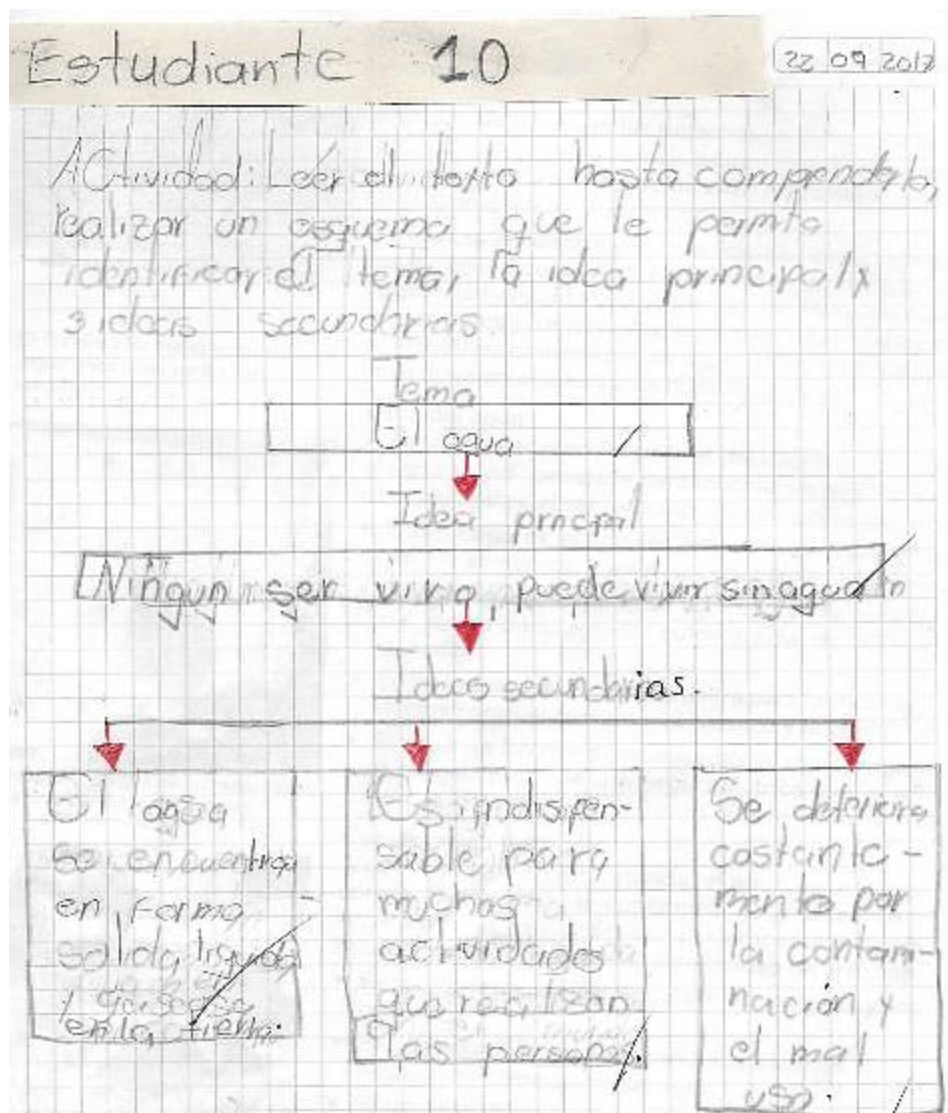 Estudiante 10
22 09 2017
Actividad: Leer el texto hasta comprenderlo,
realizar un esquema que le permita
identificar el tema, la idea principal y
3 ideas secundarias.
Tema
El agua
Idea principal
Ningún ser vivo, puede vivir sin agua
Ideas secundarias.
El agua
se encuentra
en forma
solida, liquida
y gaseosa
en la tierra.
Es indispen-
sable para
muchas
actividades
que realizan
las personas.
Se deteriora
costante-
mente por
la contami-
nación y
el mal
uso.